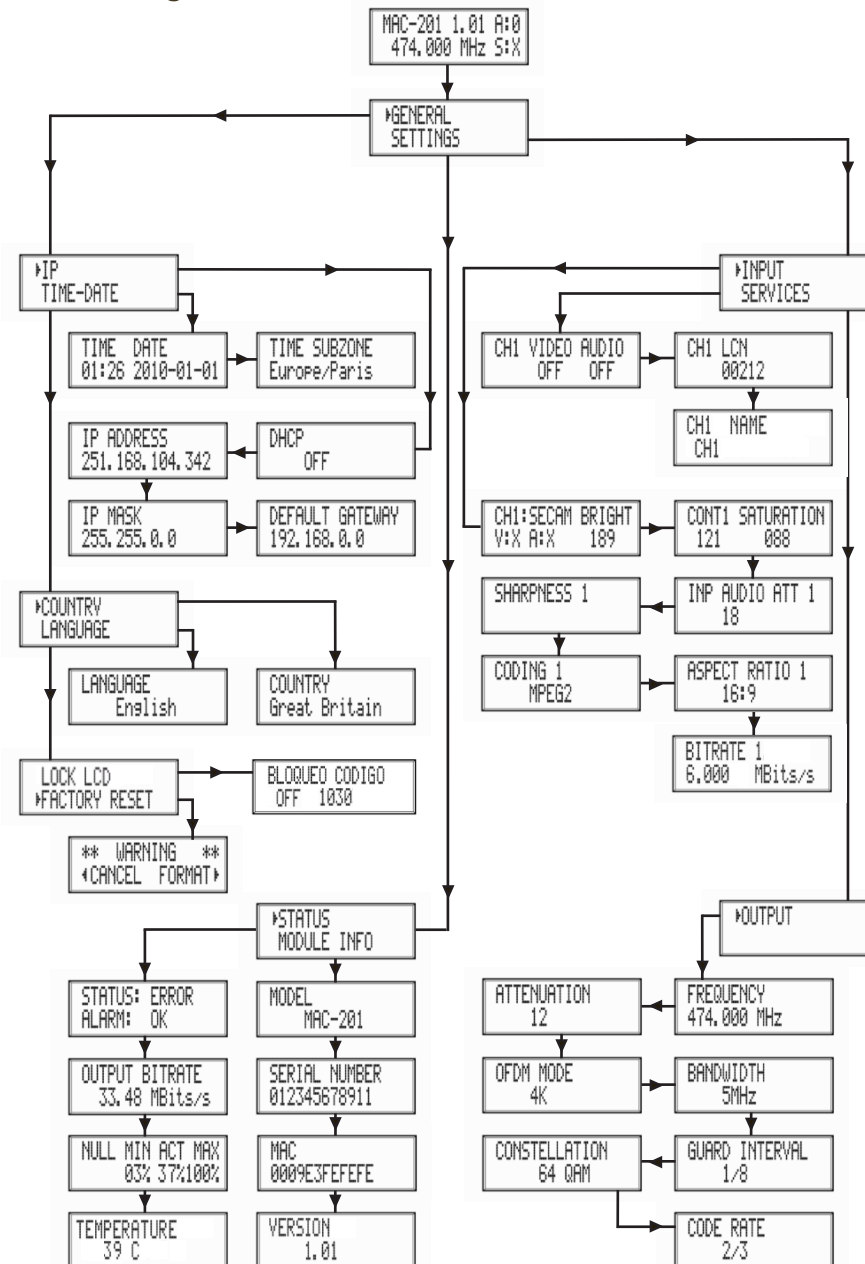 MAC-201 1.01 A:0
474.000 MHz S:X
GENERAL
SETTINGS
IP
TIME-DATE
TIME DATE
01:26 2010-01-01
TIME SUBZONE
Europe/Paris
IP ADDRESS
251.168.104.342
DHCP
OFF
IP MASK
255.255.0.0
DEFAULT GATEWAY
192.168.0.0
COUNTRY
LANGUAGE
LANGUAGE
English
COUNTRY
Great Britain
LOCK LCD
FACTORY RESET
BLOQUEO CODIGO
OFF 1030
** WARNING **
CANCEL FORMAT
INPUT
SERVICES
CH1 VIDEO AUDIO
OFF OFF
CH1 LCN
00212
CH1 NAME
CH1
CH1:SECAM BRIGHT
V:X A:X 189
CONT1 SATURATION
121 088
SHARPNESS 1
INP AUDIO ATT 1
18
CODING 1
MPEG2
ASPECT RATIO 1
16:9
BITRATE 1
6.000 MBits/s
STATUS
MODULE INFO
STATUS: ERROR
ALARM: OK
MODEL
MAC-201
OUTPUT BITRATE
33.48 MBits/s
SERIAL NUMBER
012345678911
NULL MIN ACT MAX
03% 37%100%
MAC
0009E3FEFEFE
TEMPERATURE
39 C
VERSION
1.01
OUTPUT
ATTENUATION
12
FREQUENCY
474.000 MHz
OFDM MODE
4K
BANDWIDTH
5MHz
CONSTELLATION
64 QAM
GUARD INTERVAL
1/8
CODE RATE
2/3